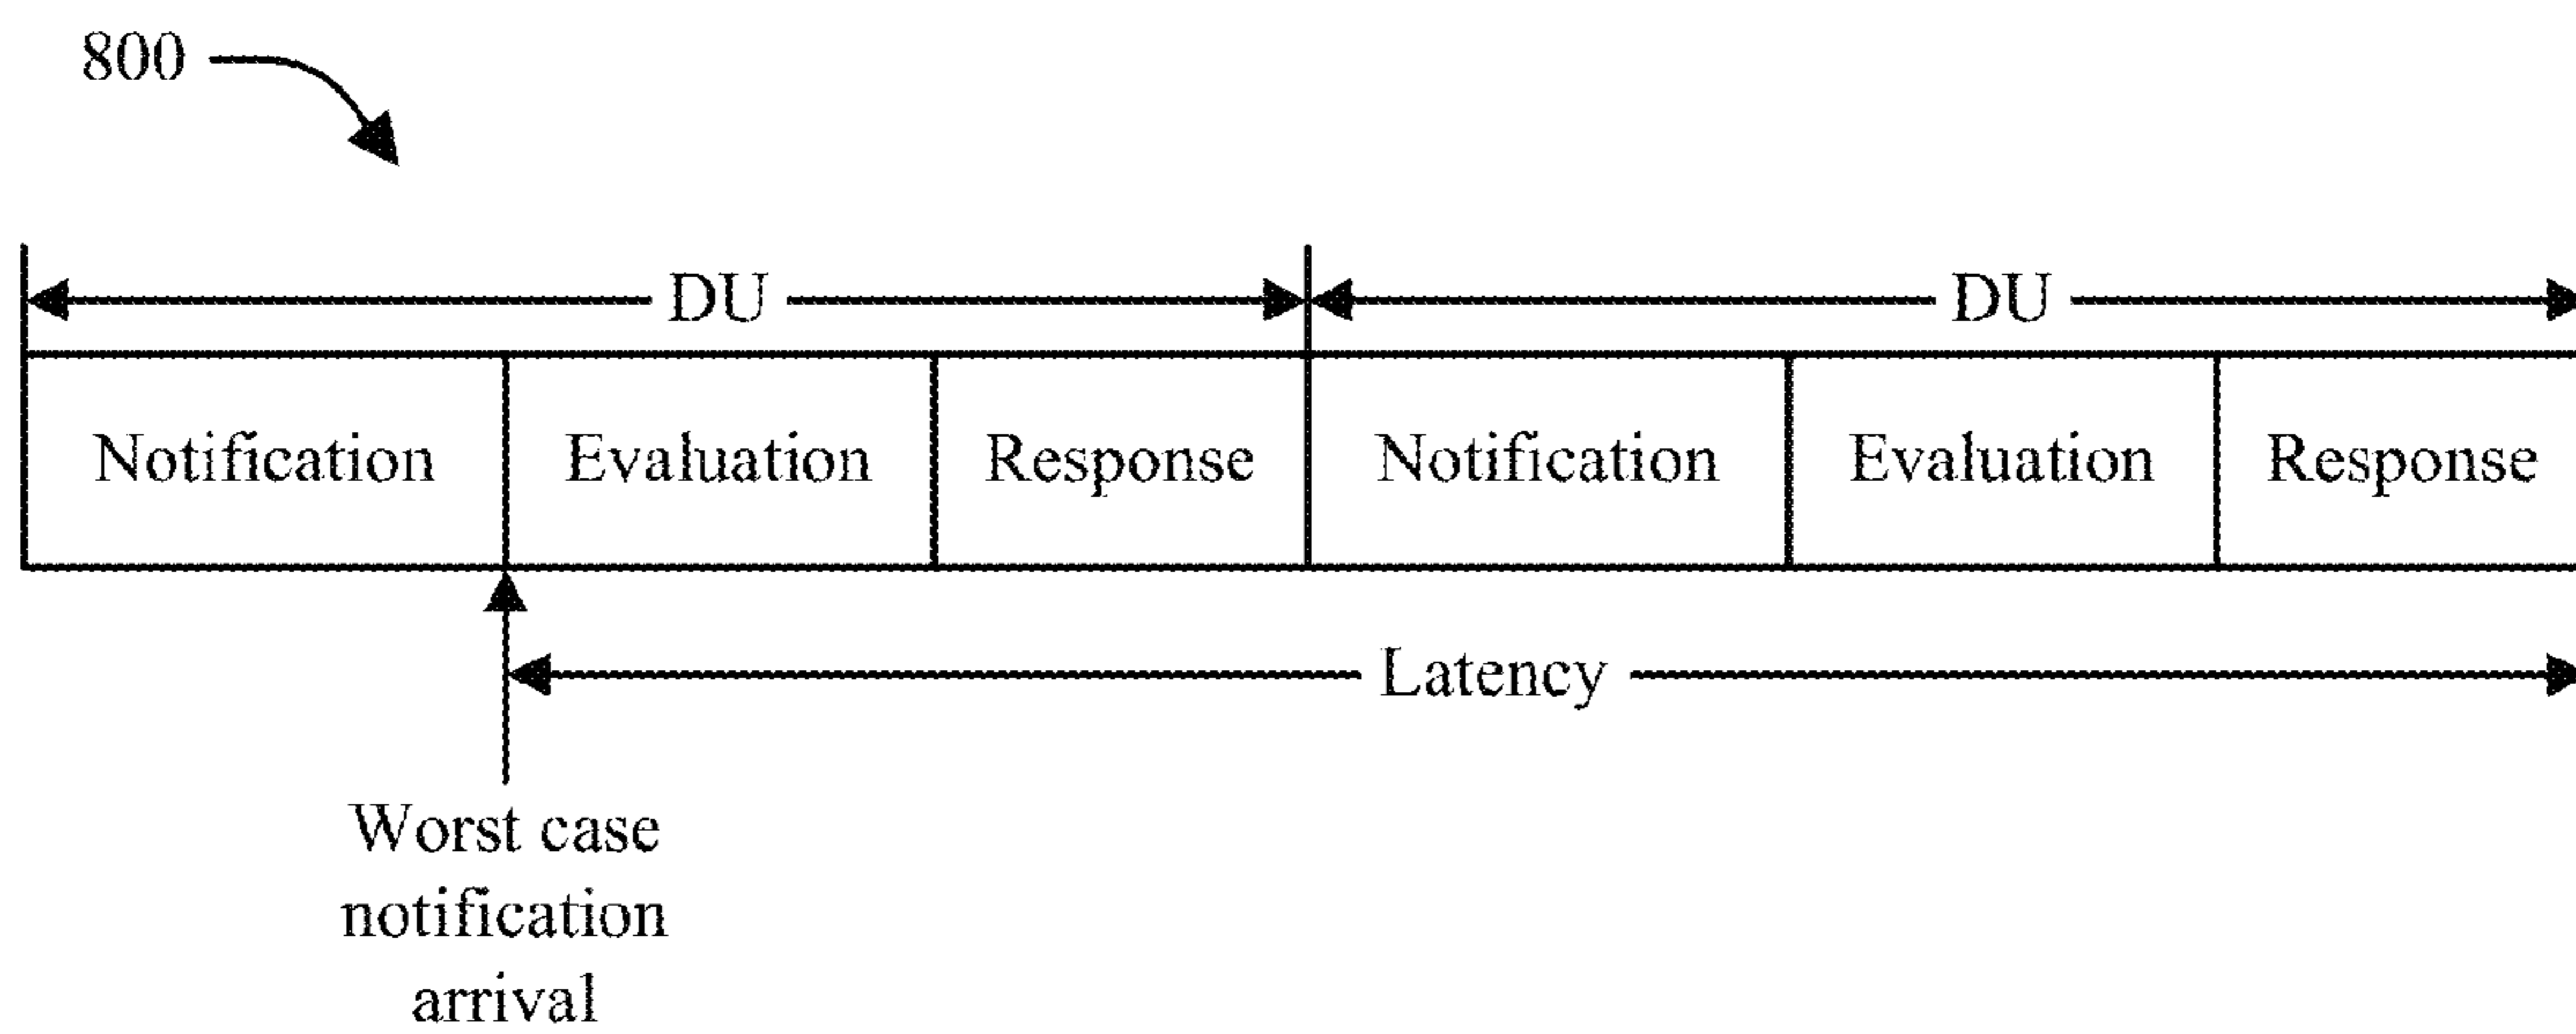 800
DU DU
Notification Evaluation Response Notification Evaluation Response
Latency
Worst case
notification
arrival